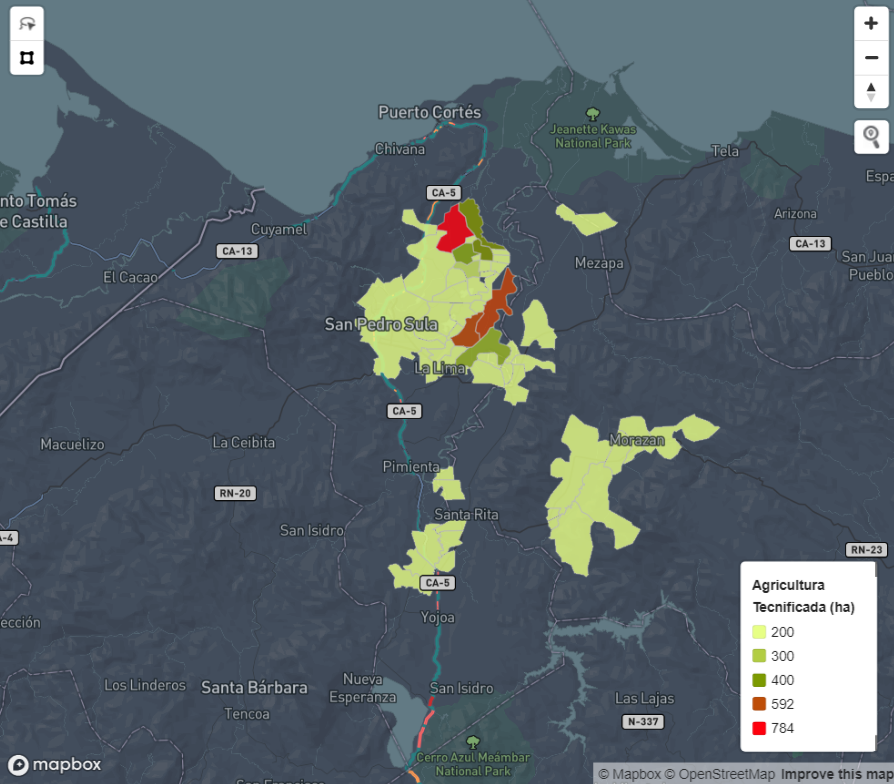 Puerto Cortés
Chivana
Jeanette Kawas
National Park
Tela
Espa
nto Tomás
e Castilla
CA-5
Arizona
Cuyamel
CA-13
CA-13
El Cacao
Mezapa
San Juan
Pueblo
San Pedro Sula
La Lima
CA-5
Macuelizo
La Ceibita
Morazan
Pimienta
RN-20
Santa Rita
San Isidro
A-4
RN-23
CA-5
Yojoa
ección
Agricultura
Tecnificada (ha)
200
300
400
592
784
Los Linderos
Santa Bárbara
Tencoa
Nueva
Esperanza
San Isidro
Las Lajas
N-337
Cerro Azul Meámbar
National Park
mapbox
San Francisco
© Mapbox © OpenStreetMap Improve this map